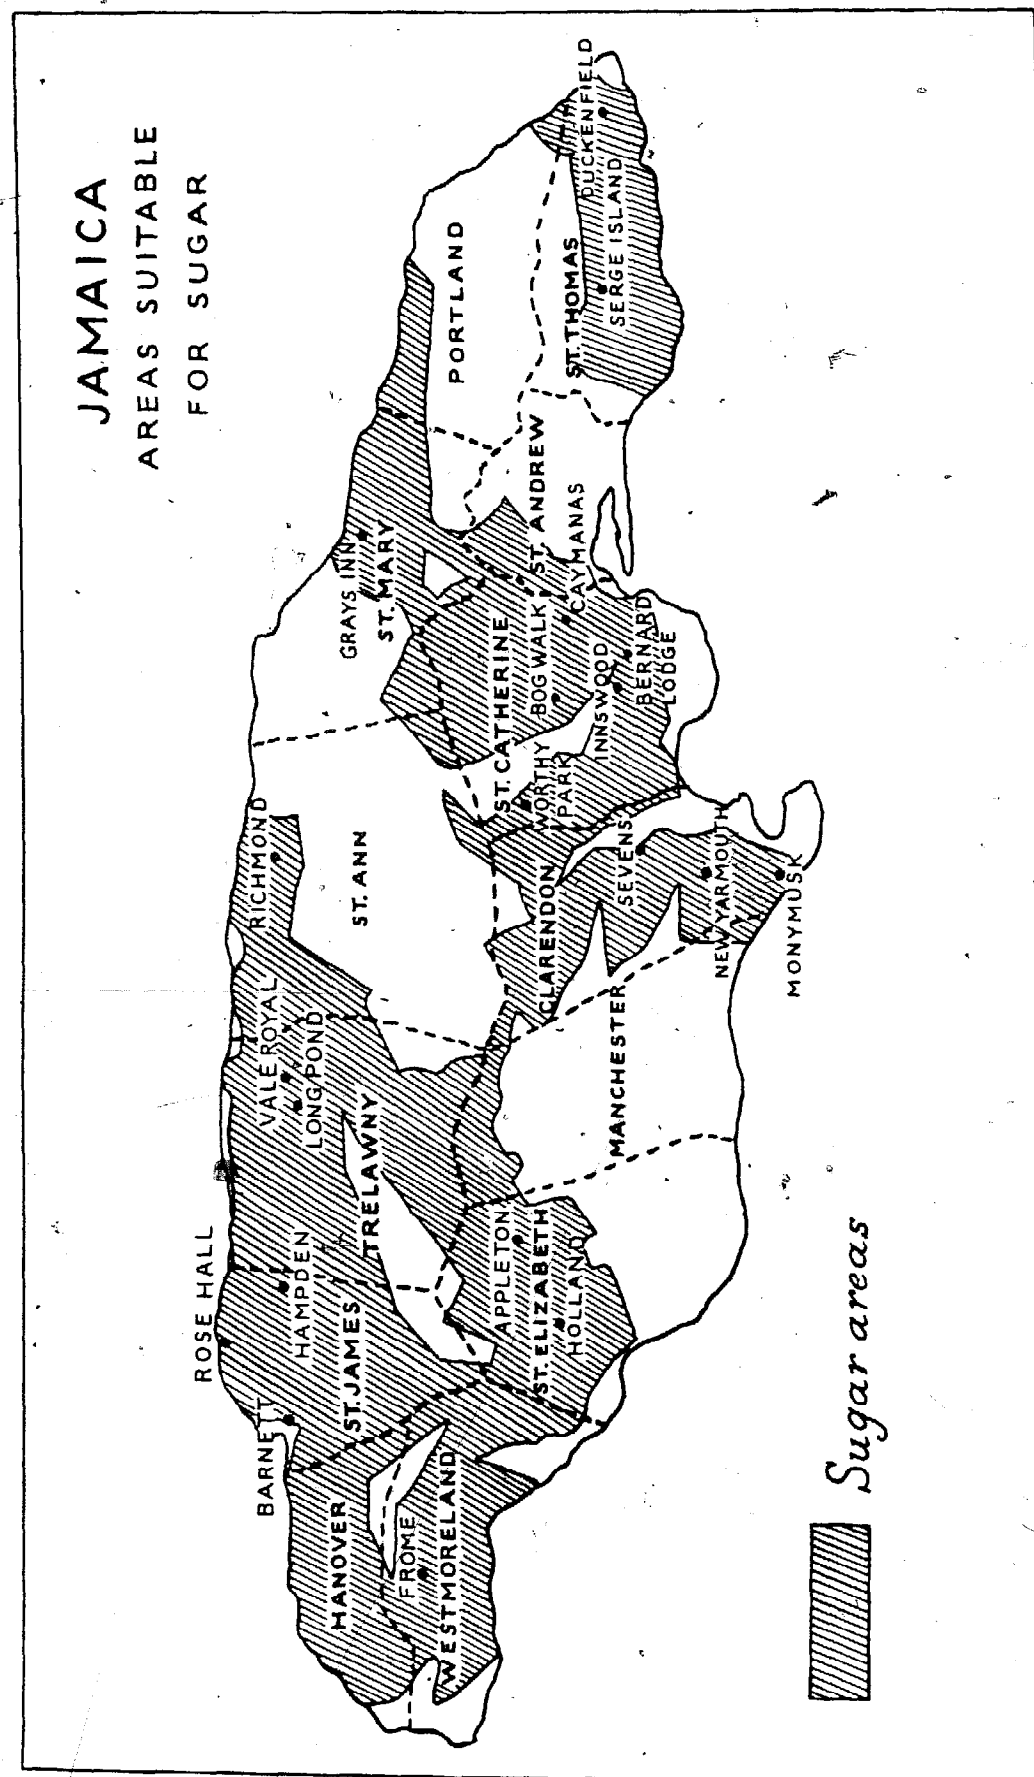 JAMAICA
AREAS SUITABLE
FOR SUGAR
ROSE HALL
BARNETT
HAMPDEN
VALE ROYAL
LONG POND
RICHMOND
GRAYS INN
ST. MARY
HANOVER
ST. JAMES
TRELAWNY
ST. ANN
PORTLAND
FROME
WESTMORELAND
APPLETON
ST. ELIZABETH
HOLLAND
MANCHESTER
CLARENDON
SEVENS
NEW YARMOUTH
MONYMUSK
ST. CATHERINE
WORTHY
PARK
BOGWALK
INNSWOOD
BERNARD
LODGE
CAYMANAS
ST. ANDREW
ST. THOMAS
DUCKENFIELD
SERGE ISLAND
Sugar areas